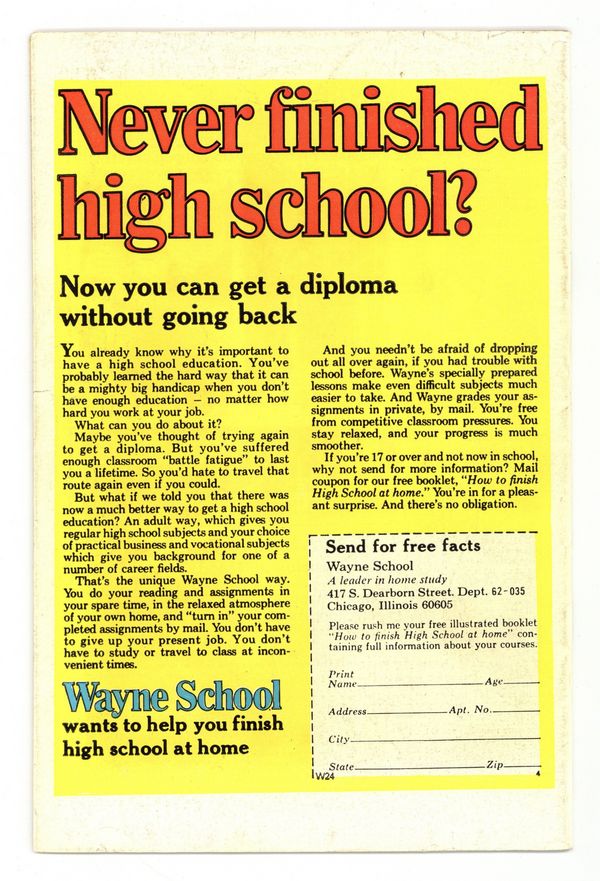 Never finished
high school?
Now you can get a diploma
without going back
You already know why it's important to
have a high school education. You've
probably learned the hard way that it can
be a mighty big handicap when you don't
have enough education – no matter how
hard you work at your job.
What can you do about it?
Maybe you've thought of trying again
to get a diploma. But you've suffered
enough classroom "battle fatigue" to last
you a lifetime. So you'd hate to travel that
route again even if you could.
But what if we told you that there was
now a much better way to get a high school
education? An adult way, which gives you
regular high school subjects and your choice
of practical business and vocational subjects
which give you background for one of a
number of career fields.
That's the unique Wayne School way.
You do your reading and assignments in
your spare time, in the relaxed atmosphere
of your own home, and "turn in" your com-
pleted assignments by mail. You don't have
to give up your present job. You don't
have to study or travel to class at incon-
venient times.
Wayne School
wants to help you finish
high school at home
And you needn't be afraid of dropping
out all over again, if you had trouble with
school before. Wayne's specially prepared
lessons make even difficult subjects much
easier to take. And Wayne grades your as-
signments in private, by mail. You're free
from competitive classroom pressures. You
stay relaxed, and your progress is much
smoother.
If you're 17 or over and not now in school,
why not send for more information? Mail
coupon for our free booklet, "How to finish
High School at home." You're in for a pleas-
ant surprise. And there's no obligation.
Send for free facts
Wayne School
A leader in home study
417 S. Dearborn Street. Dept. 62-035
Chicago, Illinois 60605
Please rush me your free illustrated booklet
"How to finish High School at home" con-
taining full information about your courses.
Print
Name Age
Address Apt. No.
City
State Zip
W24 4